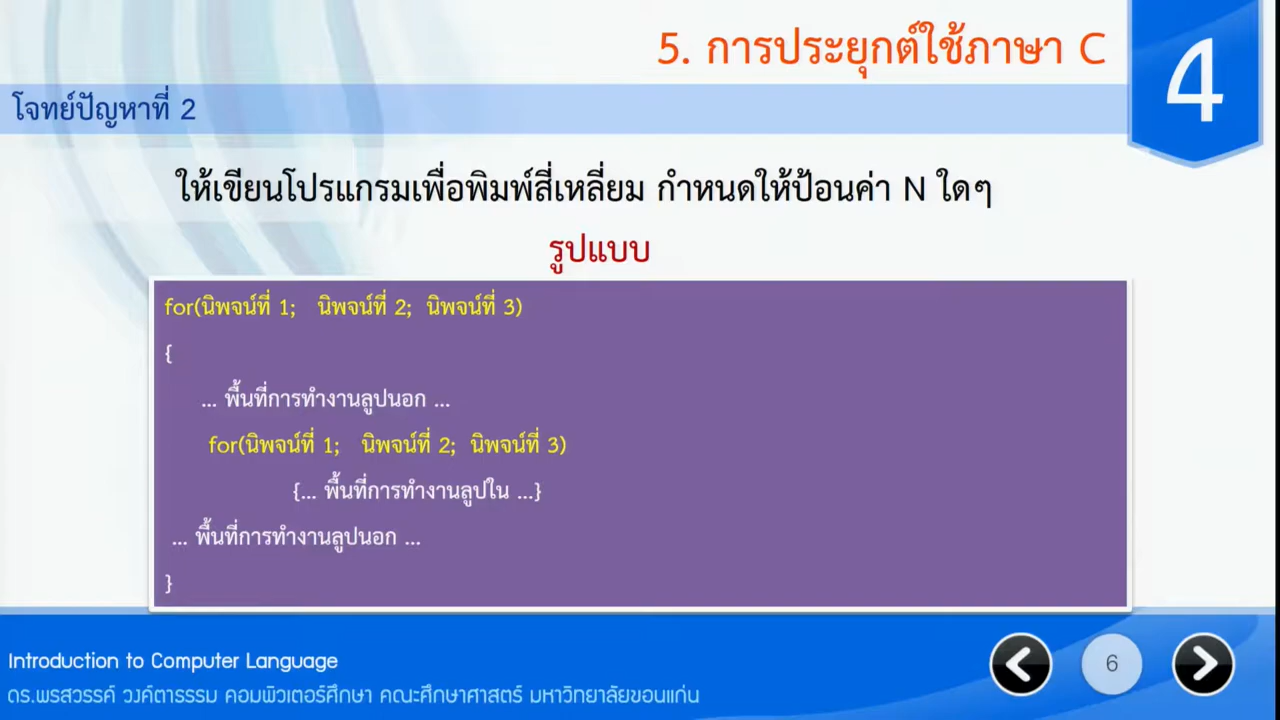 5. การประยุกต์ใช้ภาษา C
4
โจทย์ปัญหาที่ 2
ให้เขียนโปรแกรมเพื่อพิมพ์สี่เหลี่ยม กำหนดให้ป้อนค่า N ใดๆ
รูปแบบ
for(นิพจน์ที่ 1; นิพจน์ที่ 2; นิพจน์ที่ 3)
{
... พื้นที่การทำงานลูปนอก ...
for(นิพจน์ที่ 1; นิพจน์ที่ 2; นิพจน์ที่ 3)
{... พื้นที่การทำงานลูปใน ...}
... พื้นที่การทำงานลูปนอก ...
}
Introduction to Computer Language
6
ดร.พรสวรรค์ วงค์ตาธรรม คอมพิวเตอร์ศึกษา คณะศึกษาศาสตร์ มหาวิทยาลัยขอนแก่น